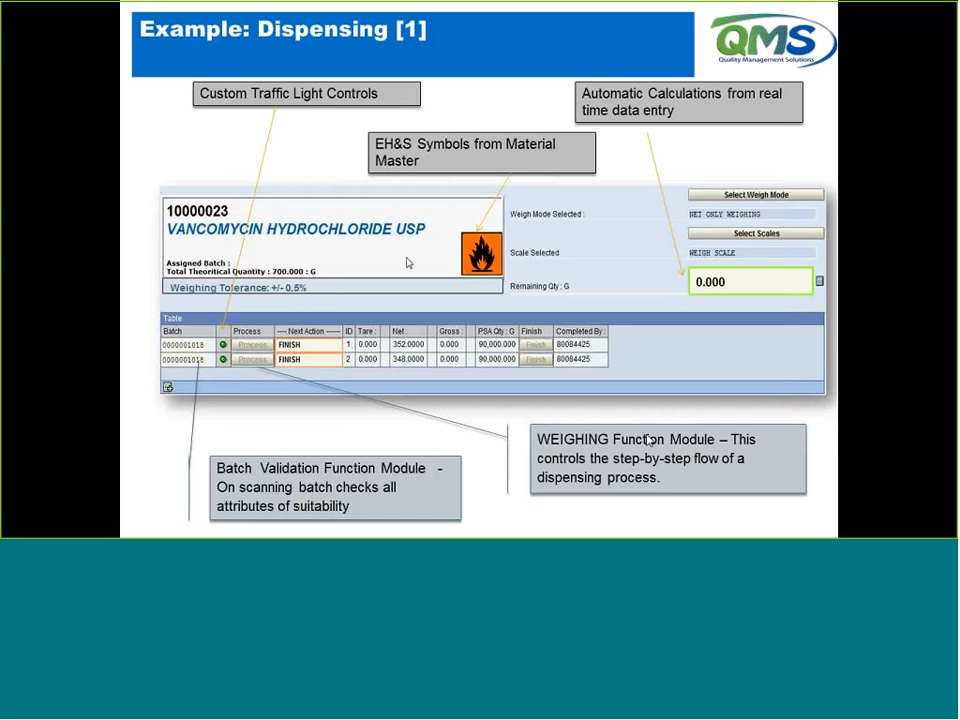 Example: Dispensing [1]
QMS
Quality Management Solutions
Custom Traffic Light Controls
Automatic Calculations from real
time data entry
EH&S Symbols from Material
Master
10000023
VANCOMYCIN HYDROCHLORIDE USP
Assigned Batch :
Total Theoritical Quantity : 700.000 : G
Weighing Tolerance: +/- 0.5%
Select Weigh Mode
Weigh Mode Selected : NET ONLY WEIGHING
Select Scales
Scale Selected WEIGH SCALE
Remaining Qty : G 0.000
Table
Batch Process ---- Next Action ------ ID Tare : Net : Gross : PSA Qty : G Finish Completed By :
0000001018 Process FINISH 1 0.000 352.0000 0.000 90,000.000 Finish 80084425
0000001018 Process FINISH 2 0.000 348.0000 0.000 90,000.000 Finish 80084425
WEIGHING Function Module – This
controls the step-by-step flow of a
dispensing process.
Batch Validation Function Module -
On scanning batch checks all
attributes of suitability